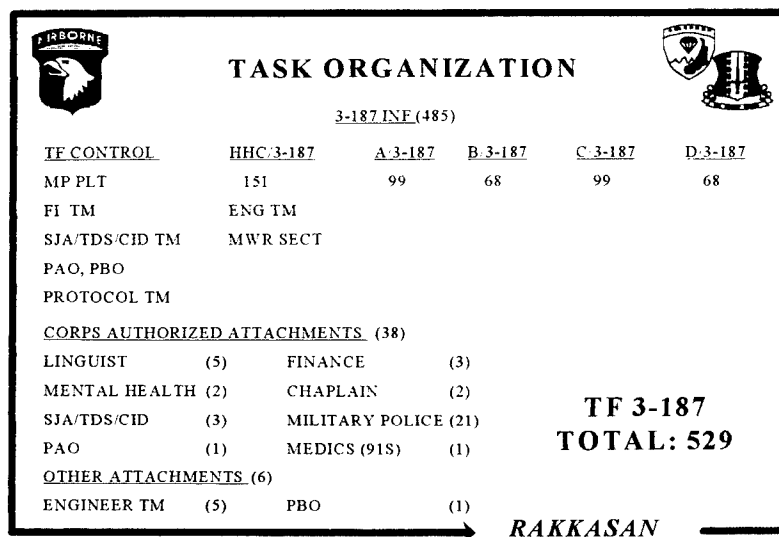 AIRBORNE
TASK ORGANIZATION
3-187 INF (485)
TF CONTROL HHC/3-187 A/3-187 B/3-187 C/3-187 D/3-187
MP PLT 151 99 68 99 68
FI TM ENG TM
SJA/TDS/CID TM MWR SECT
PAO, PBO
PROTOCOL TM
CORPS AUTHORIZED ATTACHMENTS (38)
LINGUIST (5) FINANCE (3)
MENTAL HEALTH (2) CHAPLAIN (2)
SJA/TDS/CID (3) MILITARY POLICE (21)
PAO (1) MEDICS (91S) (1)
OTHER ATTACHMENTS (6)
ENGINEER TM (5) PBO (1)
TF 3-187
TOTAL: 529
RAKKASAN